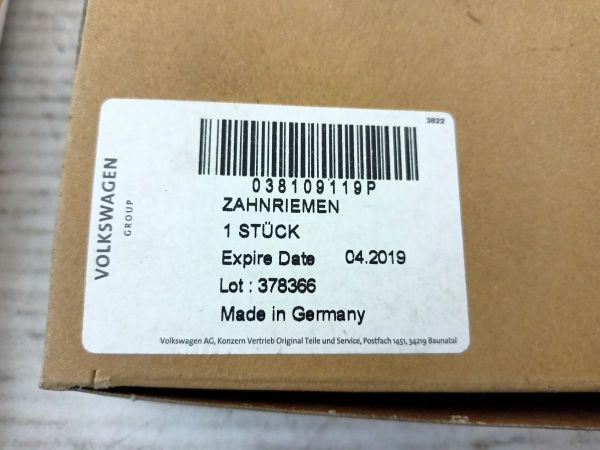 3822
VOLKSWAGEN
GROUP
038109119P
ZAHNRIEMEN
1 STÜCK
Expire Date 04.2019
Lot : 378366
Made in Germany
Volkswagen AG, Konzern Vertrieb Original Teile und Service, Postfach 1451, 34219 Baunatal